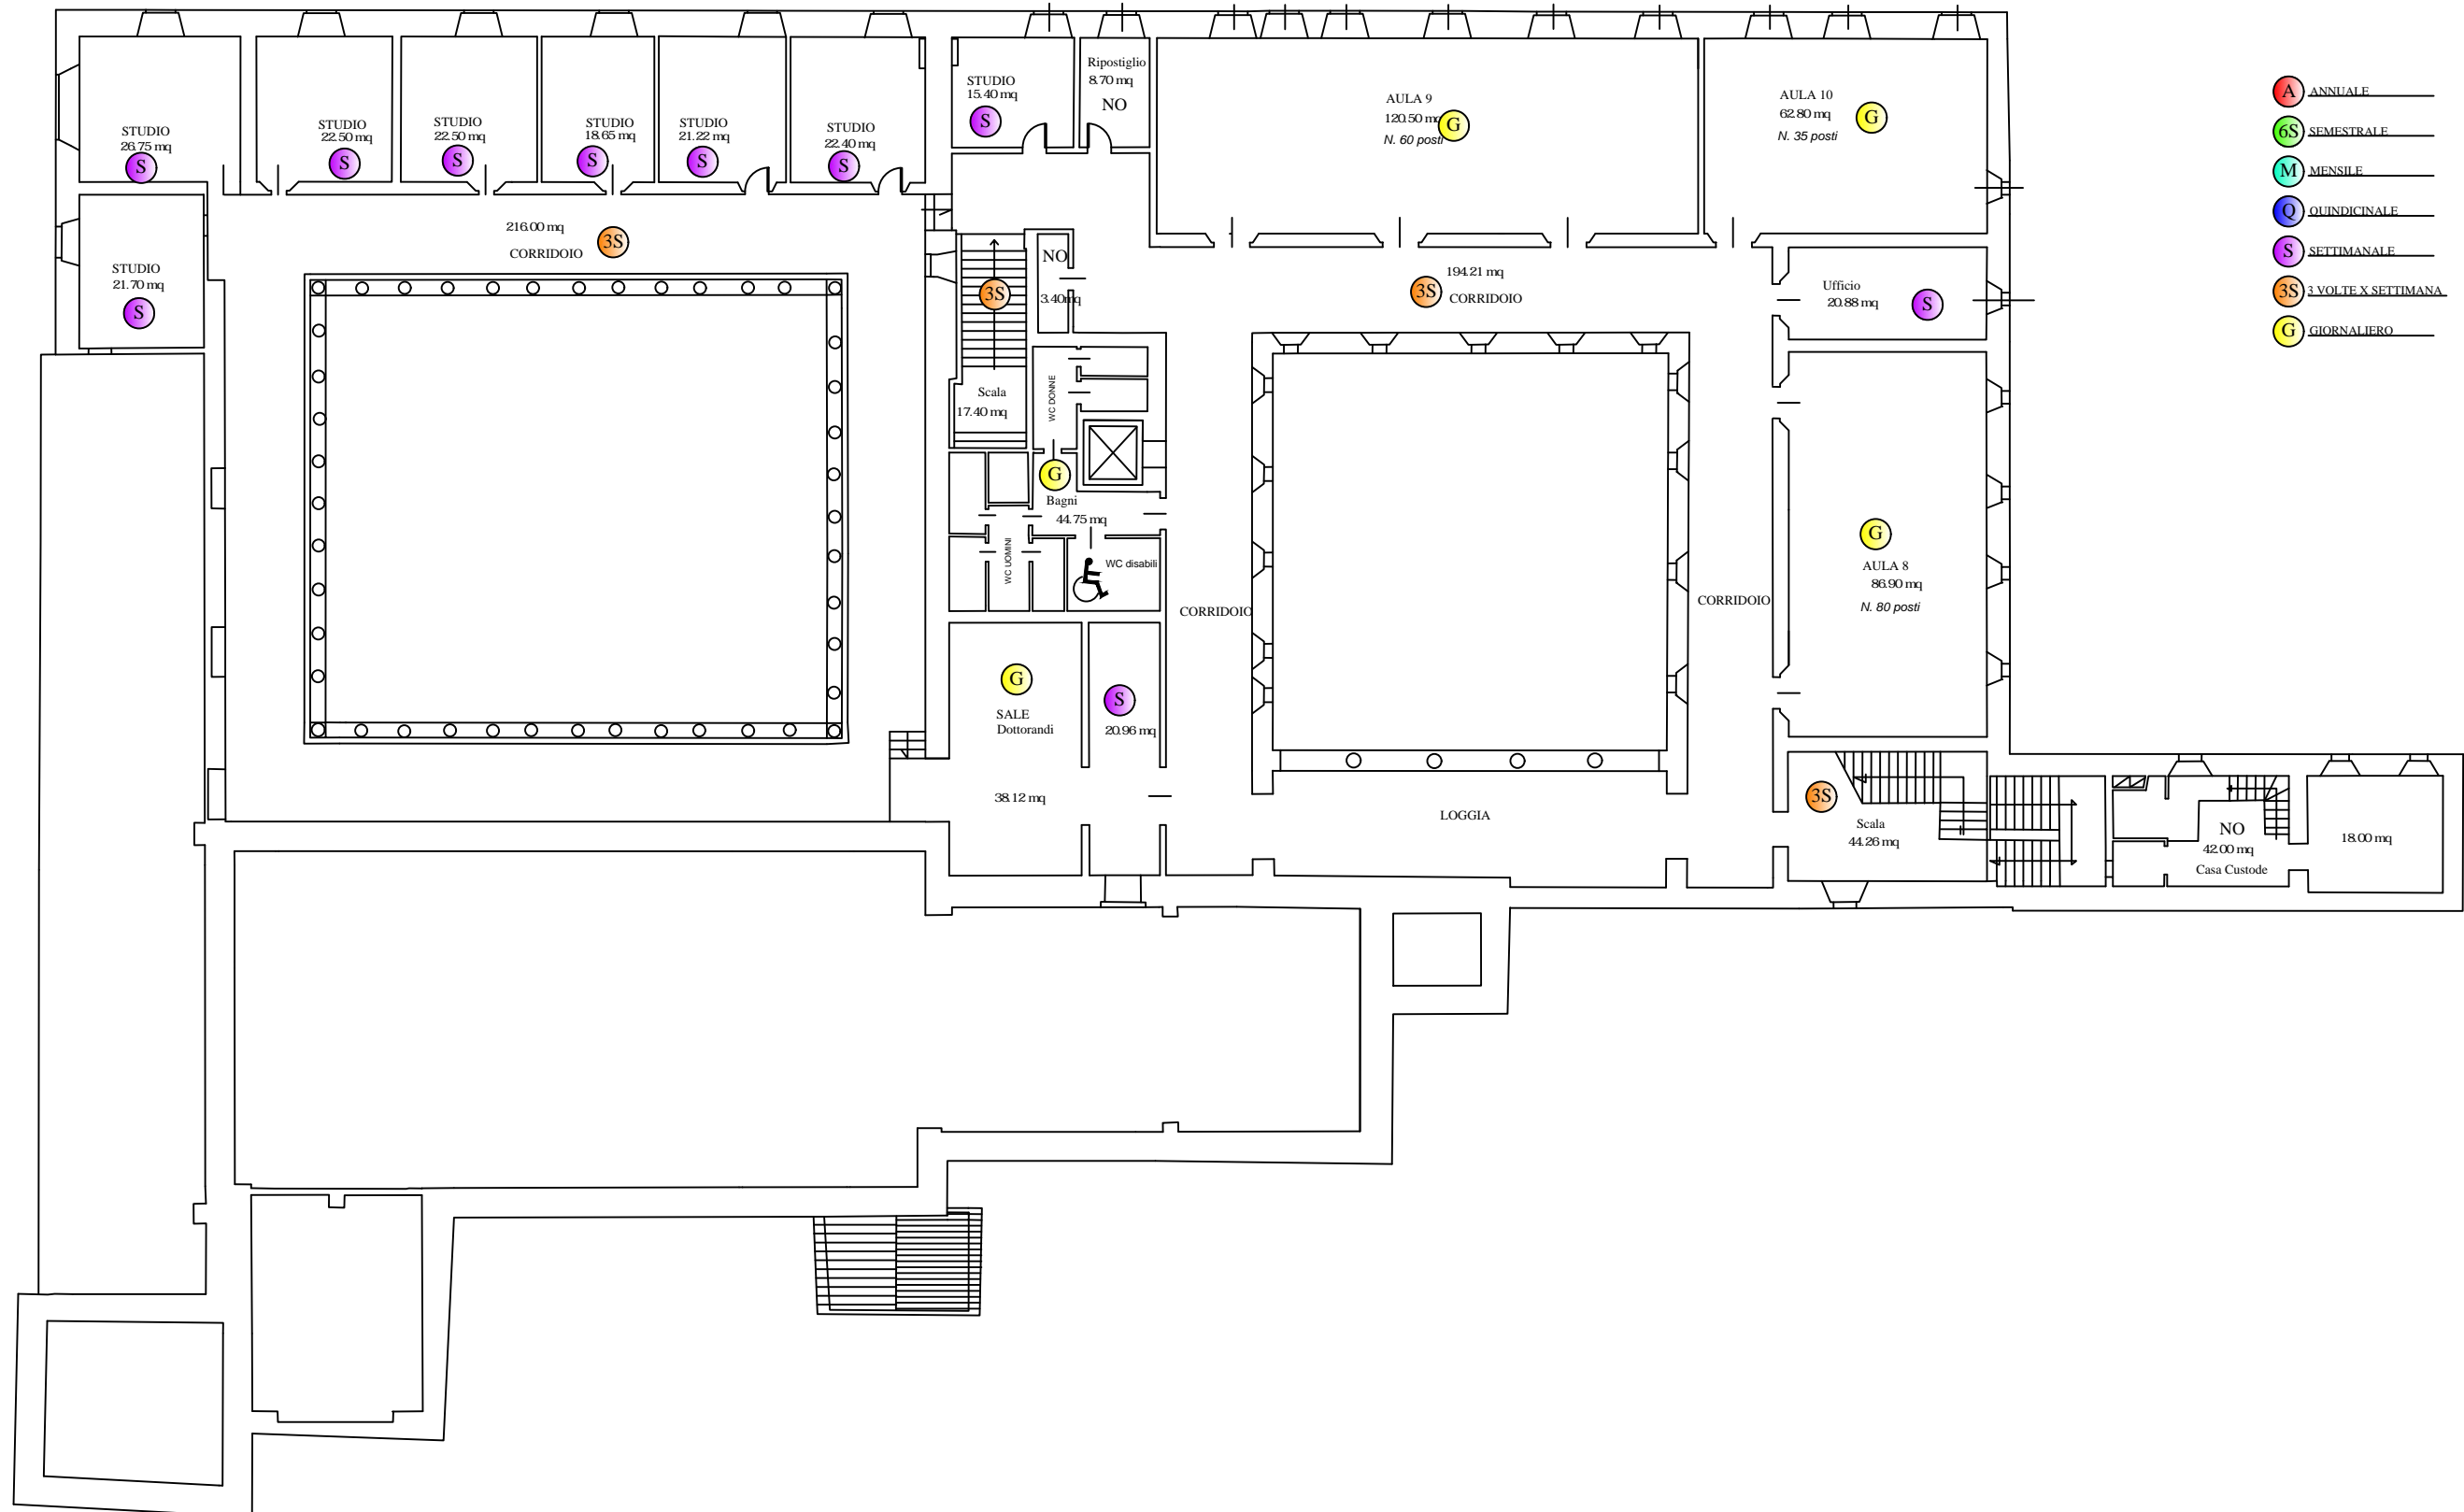 STUDIO
26.75 mq
S
STUDIO
22.50 mq
S
STUDIO
22.50 mq
S
STUDIO
18.65 mq
S
STUDIO
21.22 mq
S
STUDIO
22.40 mq
S
STUDIO
15.40 mq
S
Ripostiglio
8.70 mq
NO
AULA 9
120.50 mq
N. 60 posti
G
AULA 10
62.80 mq
N. 35 posti
G
A ANNUALE
6S SEMESTRALE
M MENSILE
Q QUINDICINALE
S SETTIMANALE
3S 3 VOLTE X SETTIMANA
G GIORNALIERO
STUDIO
21.70 mq
S
216.00 mq
CORRIDOIO
3S
3S
Scala
17.40 mq
NO
3.40mq
194.21 mq
3S CORRIDOIO
Ufficio
20.88 mq
S
WC DONNE
G
Bagni
44.75 mq
WC UOMINI
WC disabili
CORRIDOIO
CORRIDOIO
G
AULA 8
86.90 mq
N. 80 posti
G
SALE
Dottorandi
38.12 mq
S
20.96 mq
LOGGIA
3S
Scala
44.26 mq
NO
42.00 mq
Casa Custode
18.00 mq